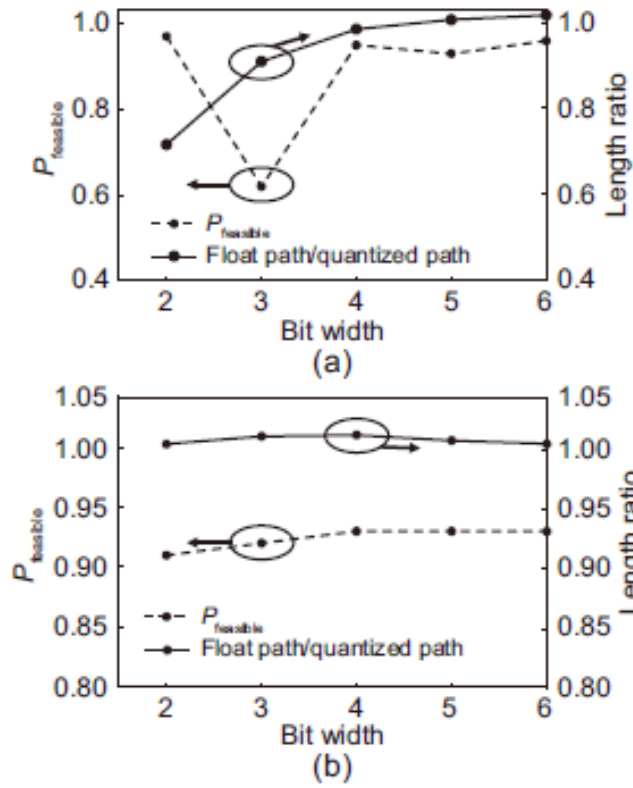 1.0 1.0
0.8 0.8
0.6 0.6
0.4 0.4
P feasible
Length ratio
P feasible
Float path/quantized path
2 3 4 5 6
Bit width
(a)
1.05 1.05
1.00 1.00
0.95 0.95
0.90 0.90
0.85 0.85
0.80 0.80
P feasible
Length ratio
P feasible
Float path/quantized path
2 3 4 5 6
Bit width
(b)